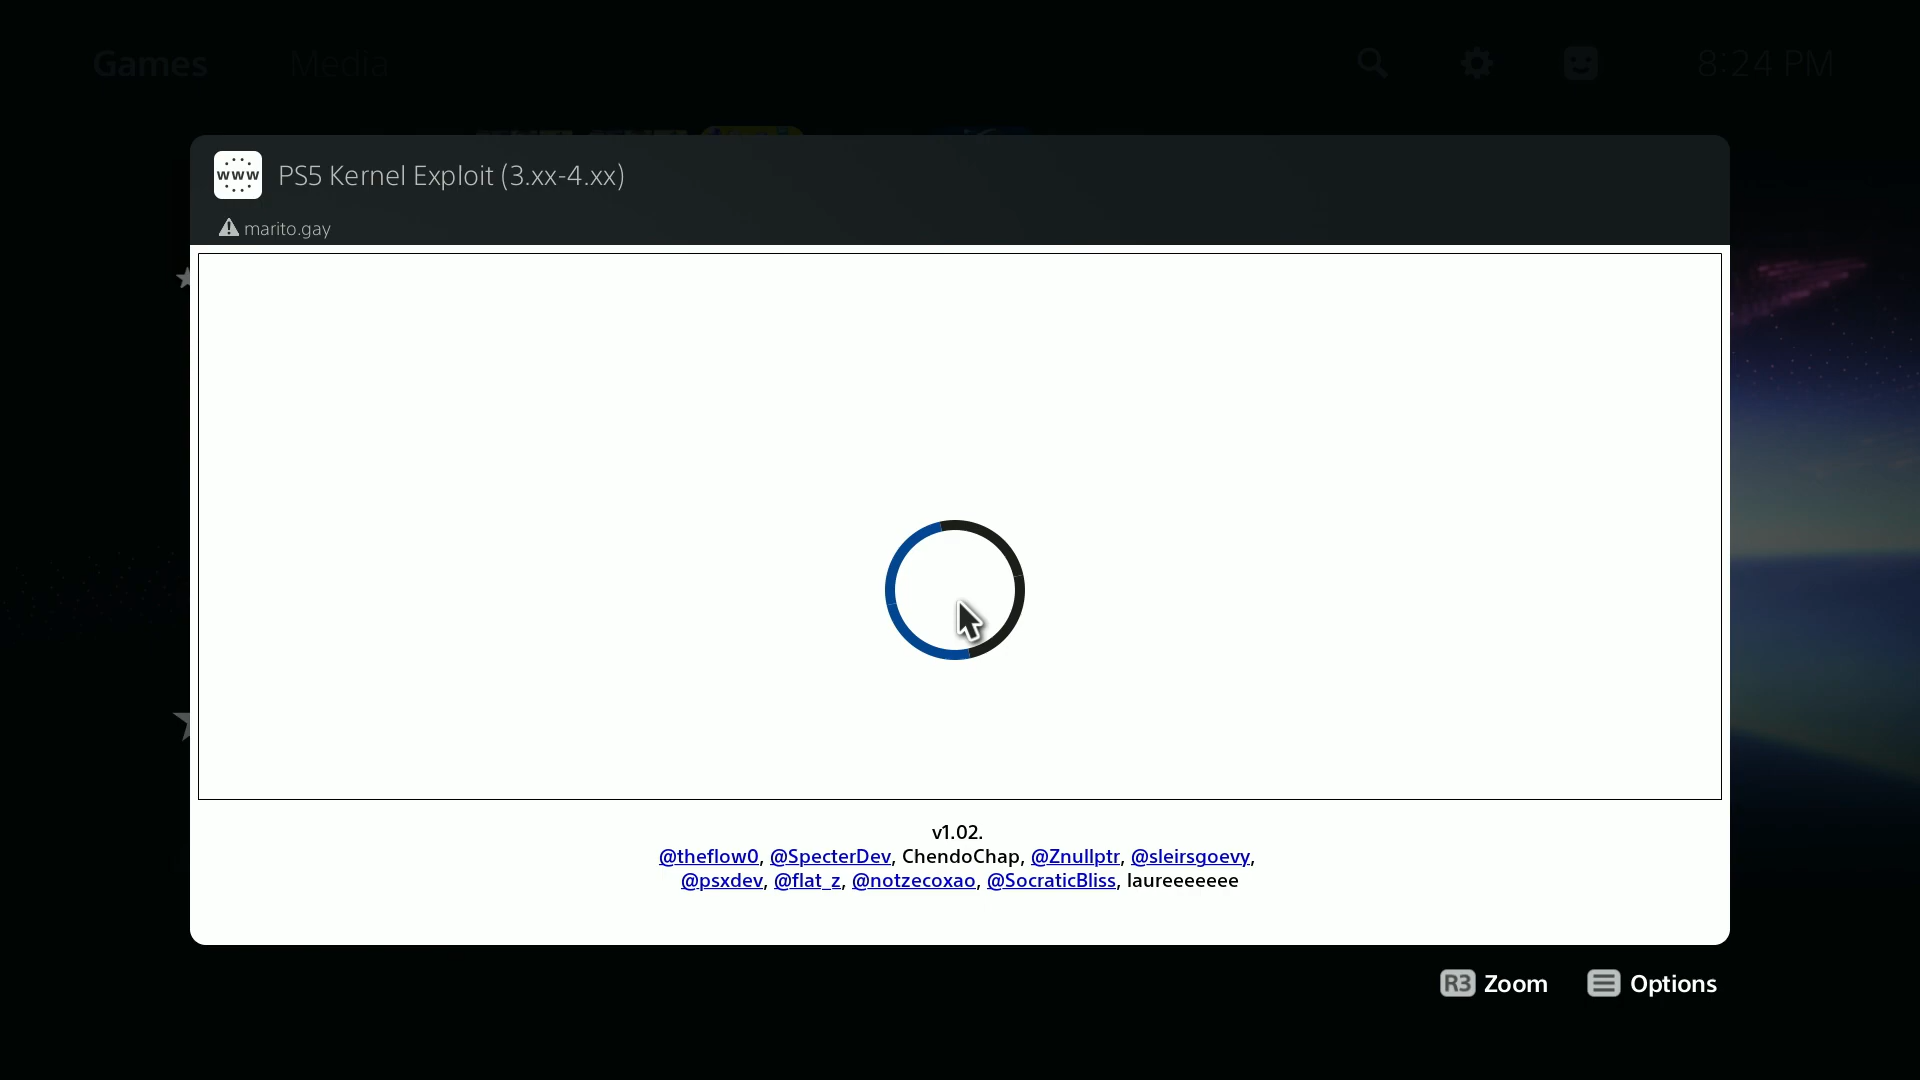 Games Media 8:24 PM
www PS5 Kernel Exploit (3.xx-4.xx)
marito.gay
v1.02.
@theflow0, @SpecterDev, ChendoChap, @Znullptr, @sleirsgoevy,
@psxdev, @flat_z, @notzecoxao, @SocraticBliss, laureeeeeee
R3 Zoom Options